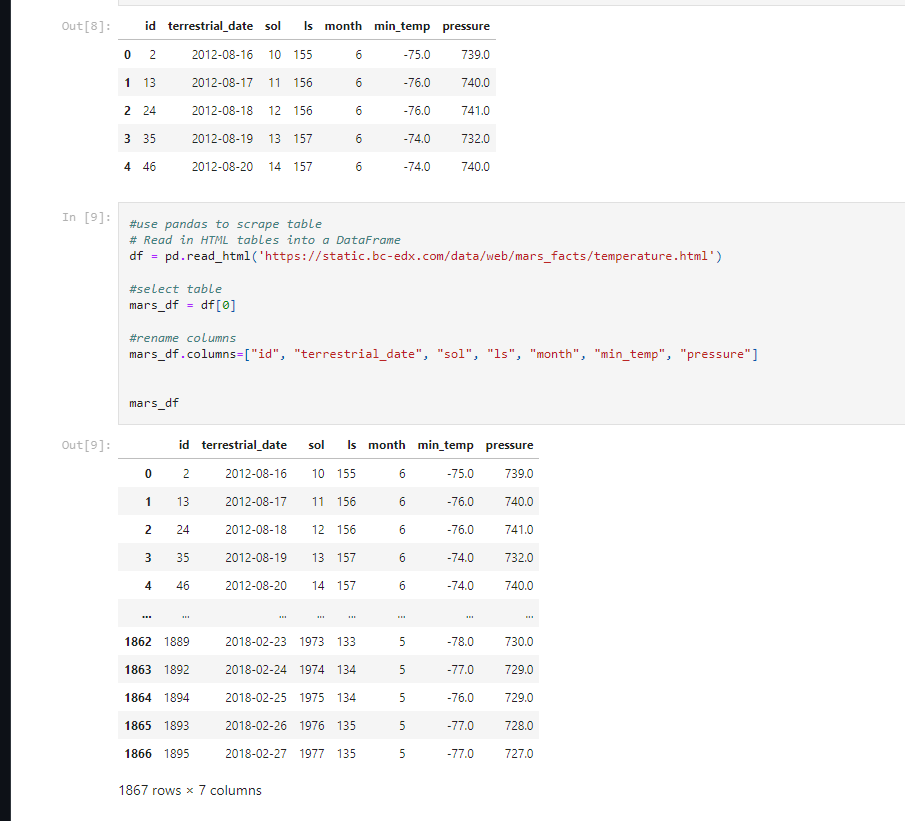 Out[8]:
id terrestrial_date sol ls month min_temp pressure
0 2 2012-08-16 10 155 6 -75.0 739.0
1 13 2012-08-17 11 156 6 -76.0 740.0
2 24 2012-08-18 12 156 6 -76.0 741.0
3 35 2012-08-19 13 157 6 -74.0 732.0
4 46 2012-08-20 14 157 6 -74.0 740.0
In [9]:
#use pandas to scrape table
# Read in HTML tables into a DataFrame
df = pd.read_html('https://static.bc-edx.com/data/web/mars_facts/temperature.html')
#select table
mars_df = df[0]
#rename columns
mars_df.columns=["id", "terrestrial_date", "sol", "ls", "month", "min_temp", "pressure"]
mars_df
Out[9]:
id terrestrial_date sol ls month min_temp pressure
0 2 2012-08-16 10 155 6 -75.0 739.0
1 13 2012-08-17 11 156 6 -76.0 740.0
2 24 2012-08-18 12 156 6 -76.0 741.0
3 35 2012-08-19 13 157 6 -74.0 732.0
4 46 2012-08-20 14 157 6 -74.0 740.0
... ... ... ... ... ... ... ...
1862 1889 2018-02-23 1973 133 5 -78.0 730.0
1863 1892 2018-02-24 1974 134 5 -77.0 729.0
1864 1894 2018-02-25 1975 134 5 -76.0 729.0
1865 1893 2018-02-26 1976 135 5 -77.0 728.0
1866 1895 2018-02-27 1977 135 5 -77.0 727.0
1867 rows × 7 columns